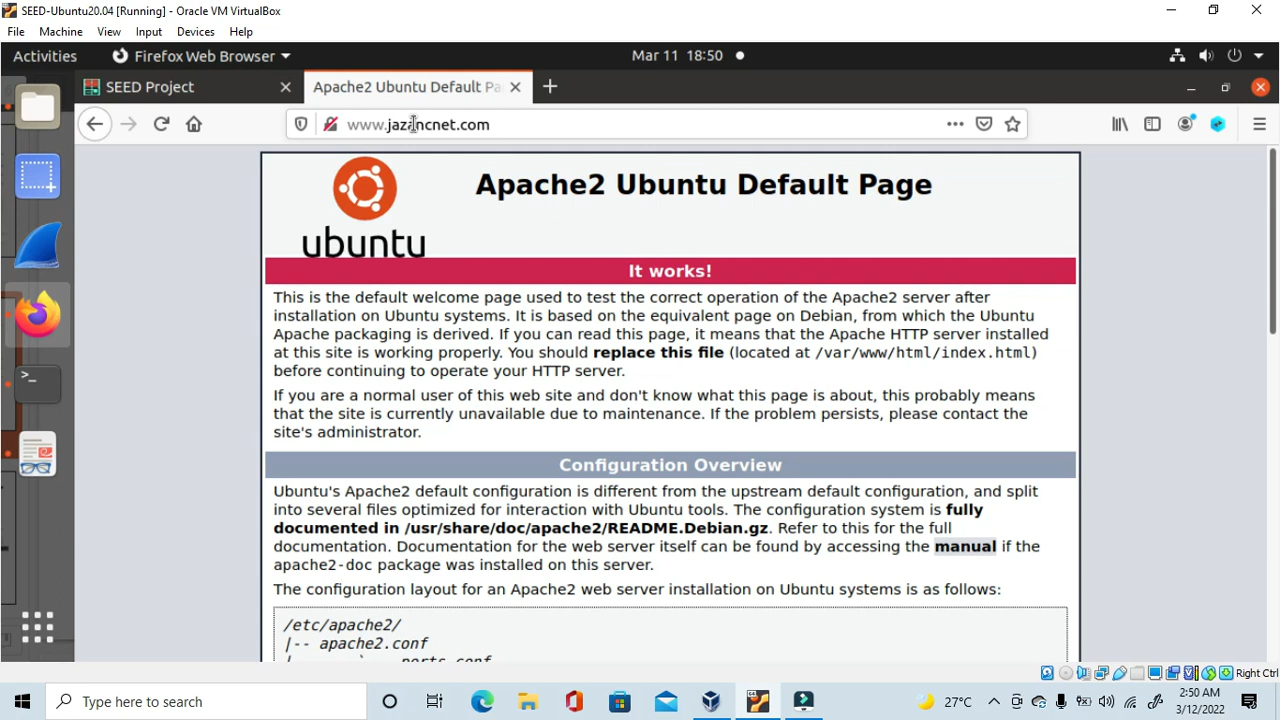 SEED-Ubuntu20.04 [Running] - Oracle VM VirtualBox
File Machine View Input Devices Help
Activities Firefox Web Browser Mar 11 18:50
SEED Project Apache2 Ubuntu Default Pa
www.jazancnet.com
ubuntu
Apache2 Ubuntu Default Page
It works!
This is the default welcome page used to test the correct operation of the Apache2 server after
installation on Ubuntu systems. It is based on the equivalent page on Debian, from which the Ubuntu
Apache packaging is derived. If you can read this page, it means that the Apache HTTP server installed
at this site is working properly. You should replace this file (located at /var/www/html/index.html)
before continuing to operate your HTTP server.
If you are a normal user of this web site and don't know what this page is about, this probably means
that the site is currently unavailable due to maintenance. If the problem persists, please contact the
site's administrator.
Configuration Overview
Ubuntu's Apache2 default configuration is different from the upstream default configuration, and split
into several files optimized for interaction with Ubuntu tools. The configuration system is fully
documented in /usr/share/doc/apache2/README.Debian.gz. Refer to this for the full
documentation. Documentation for the web server itself can be found by accessing the manual if the
apache2-doc package was installed on this server.
The configuration layout for an Apache2 web server installation on Ubuntu systems is as follows:
/etc/apache2/
|-- apache2.conf
| `-- ports.conf
Right Ctrl
Type here to search
27°C
2:50 AM
3/12/2022